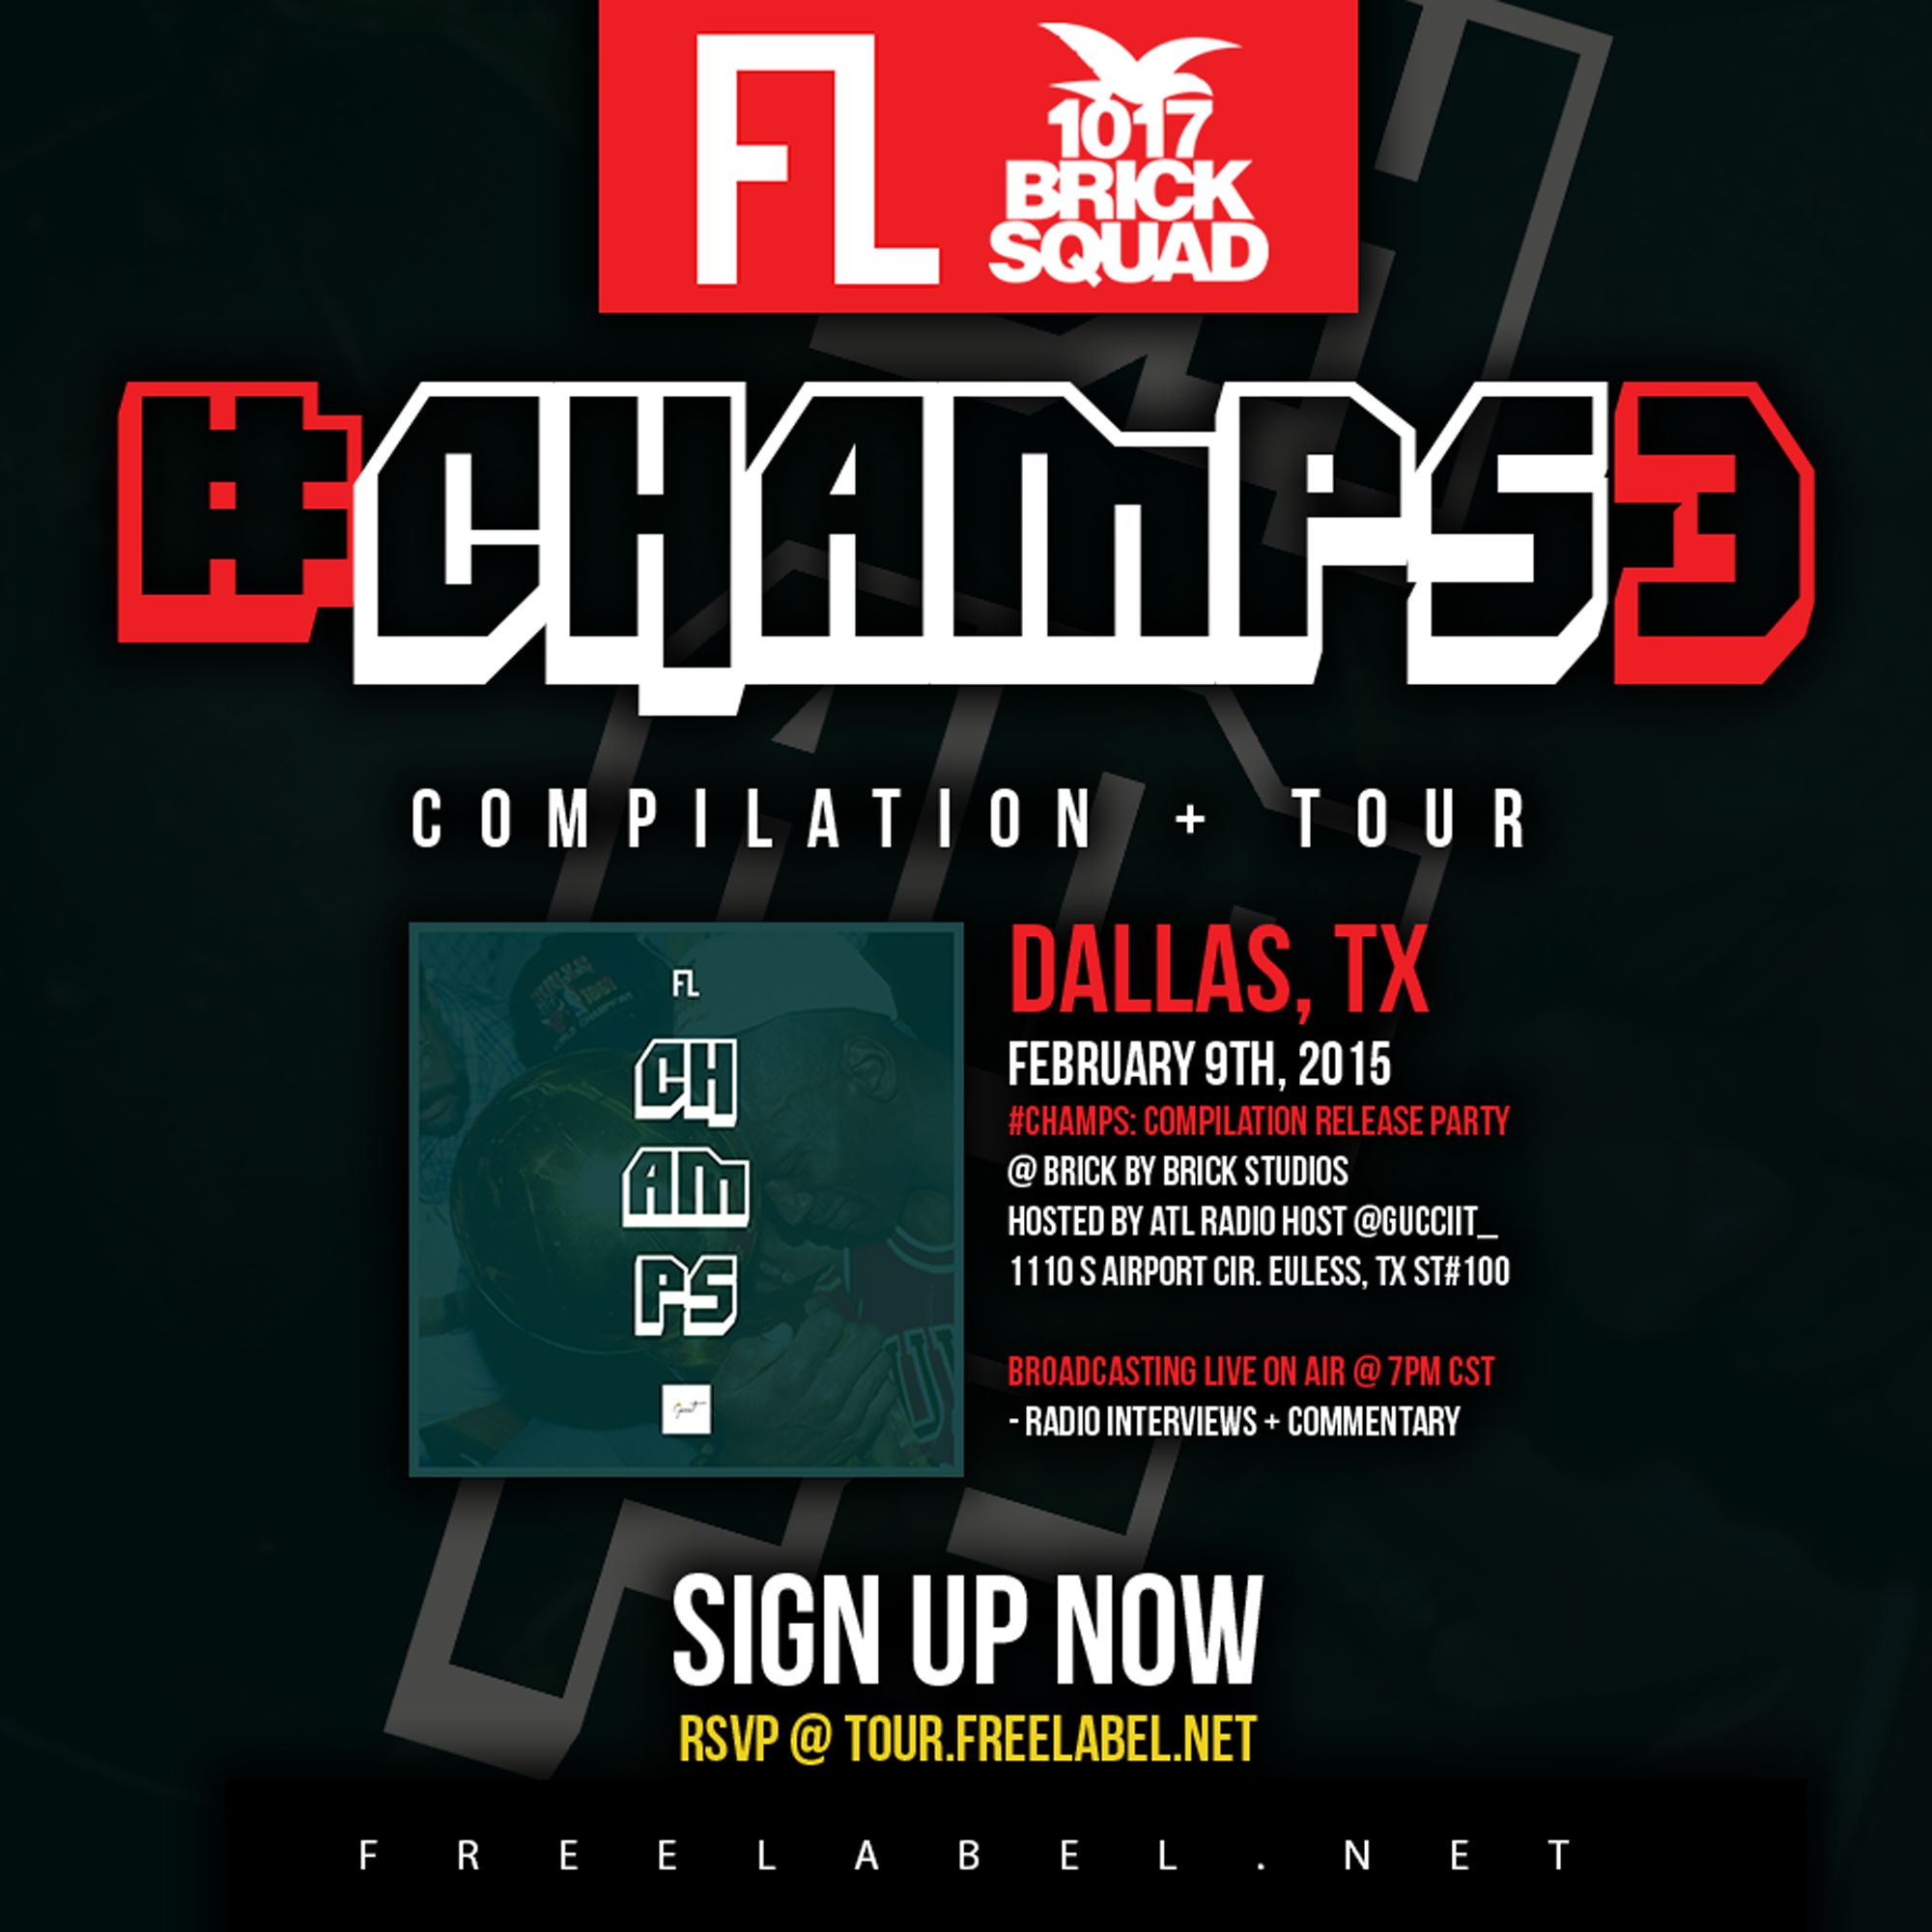 FL
1017
BRICK
SQUAD
#CHAMPS3
COMPILATION + TOUR
FL
CH
AM
PS
DALLAS, TX
FEBRUARY 9TH, 2015
#CHAMPS: COMPILATION RELEASE PARTY
@ BRICK BY BRICK STUDIOS
HOSTED BY ATL RADIO HOST @GUCCIIT_
1110 S AIRPORT CIR. EULESS, TX ST#100
BROADCASTING LIVE ON AIR @ 7PM CST
- RADIO INTERVIEWS + COMMENTARY
SIGN UP NOW
RSVP @ TOUR.FREELABEL.NET
FREELABEL.NET